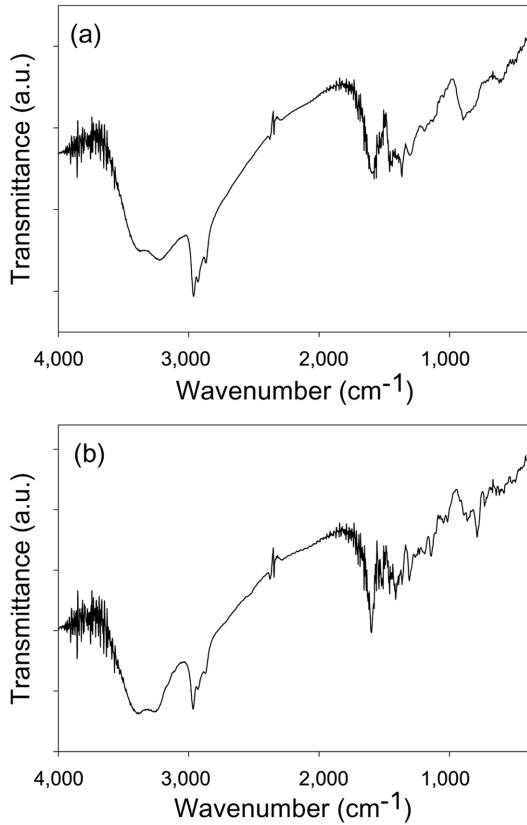 (a)
Transmittance (a.u.)
4,000 3,000 2,000 1,000
Wavenumber (cm-1)
(b)
Transmittance (a.u.)
4,000 3,000 2,000 1,000
Wavenumber (cm-1)